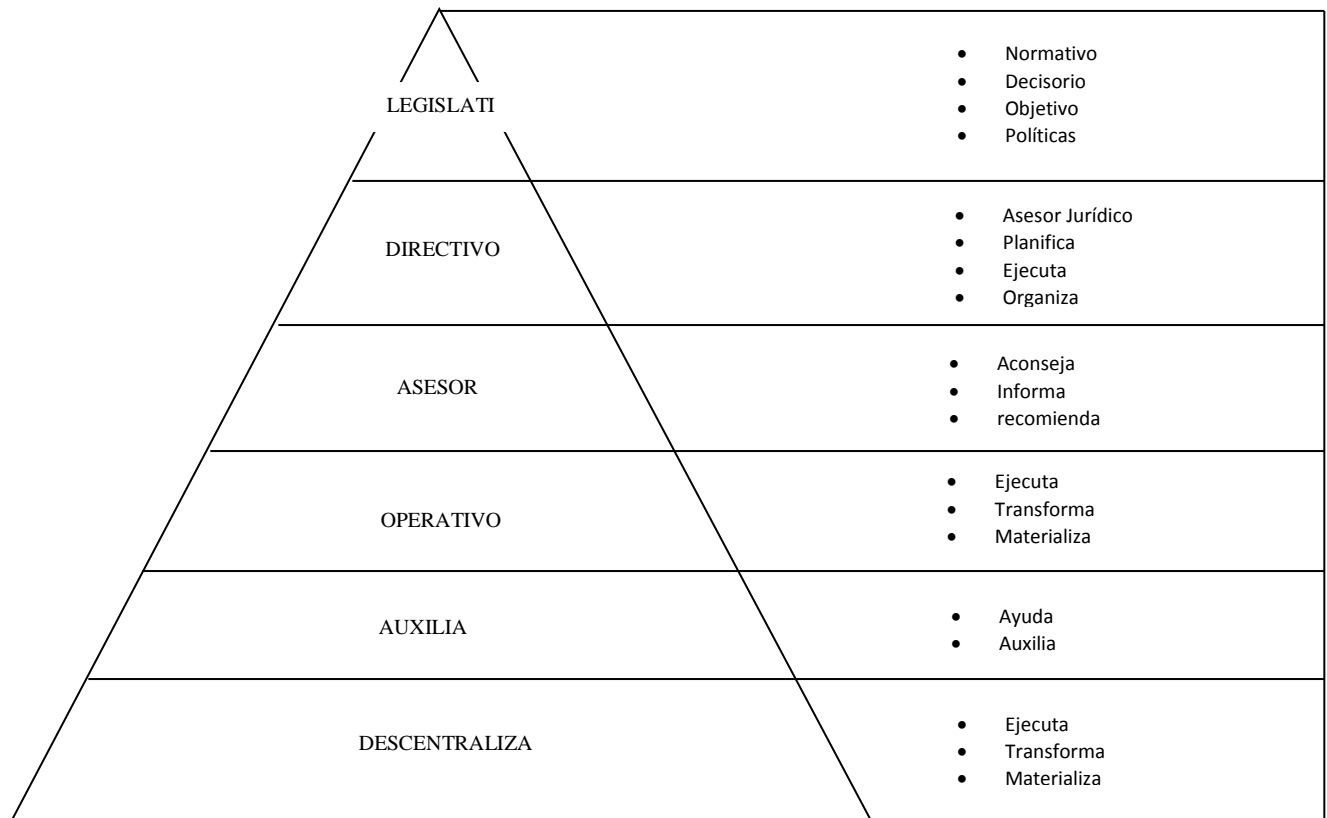 LEGISLATI
• Normativo
• Decisorio
• Objetivo
• Políticas
DIRECTIVO
• Asesor Jurídico
• Planifica
• Ejecuta
• Organiza
ASESOR
• Aconseja
• Informa
• recomienda
OPERATIVO
• Ejecuta
• Transforma
• Materializa
AUXILIA
• Ayuda
• Auxilia
DESCENTRALIZA
• Ejecuta
• Transforma
• Materializa